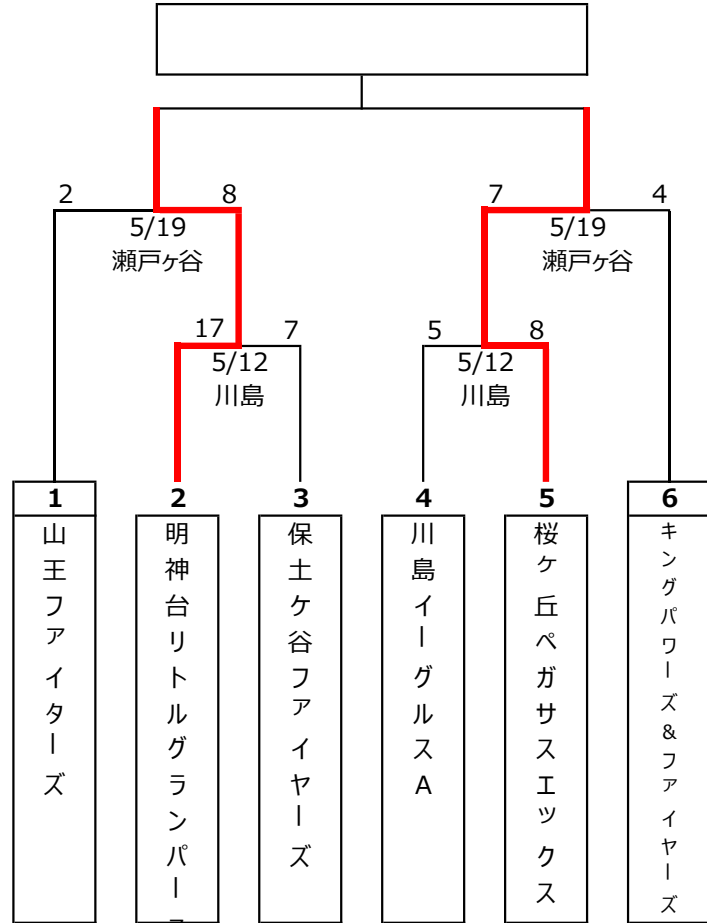 2
8
7
4
5/19
瀬戸ヶ谷
5/19
瀬戸ヶ谷
17
7
5
8
5/12
川島
5/12
川島
1
2
3
4
5
6
山王ファイターズ
明神台リトルグランパー
保土ケ谷ファイヤーズ
川島イーグルスA
桜ケ丘ペガサスエックス
キングパワーズ&ファイヤーズ